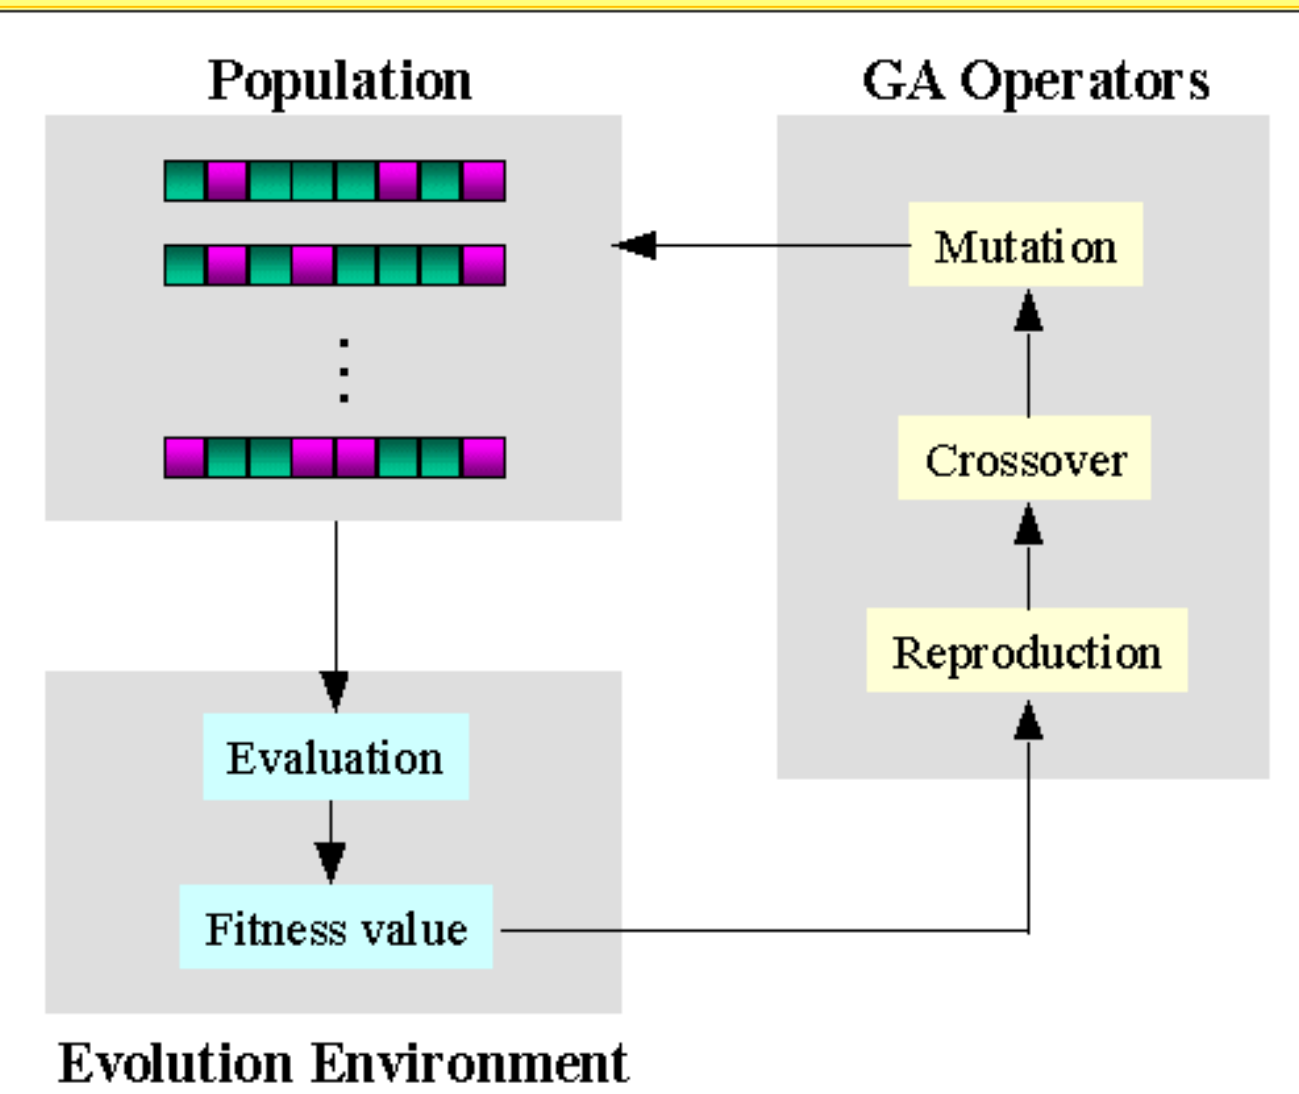 Population
GA Operators
Mutation
Crossover
Reproduction
Evaluation
Fitness value
Evolution Environment